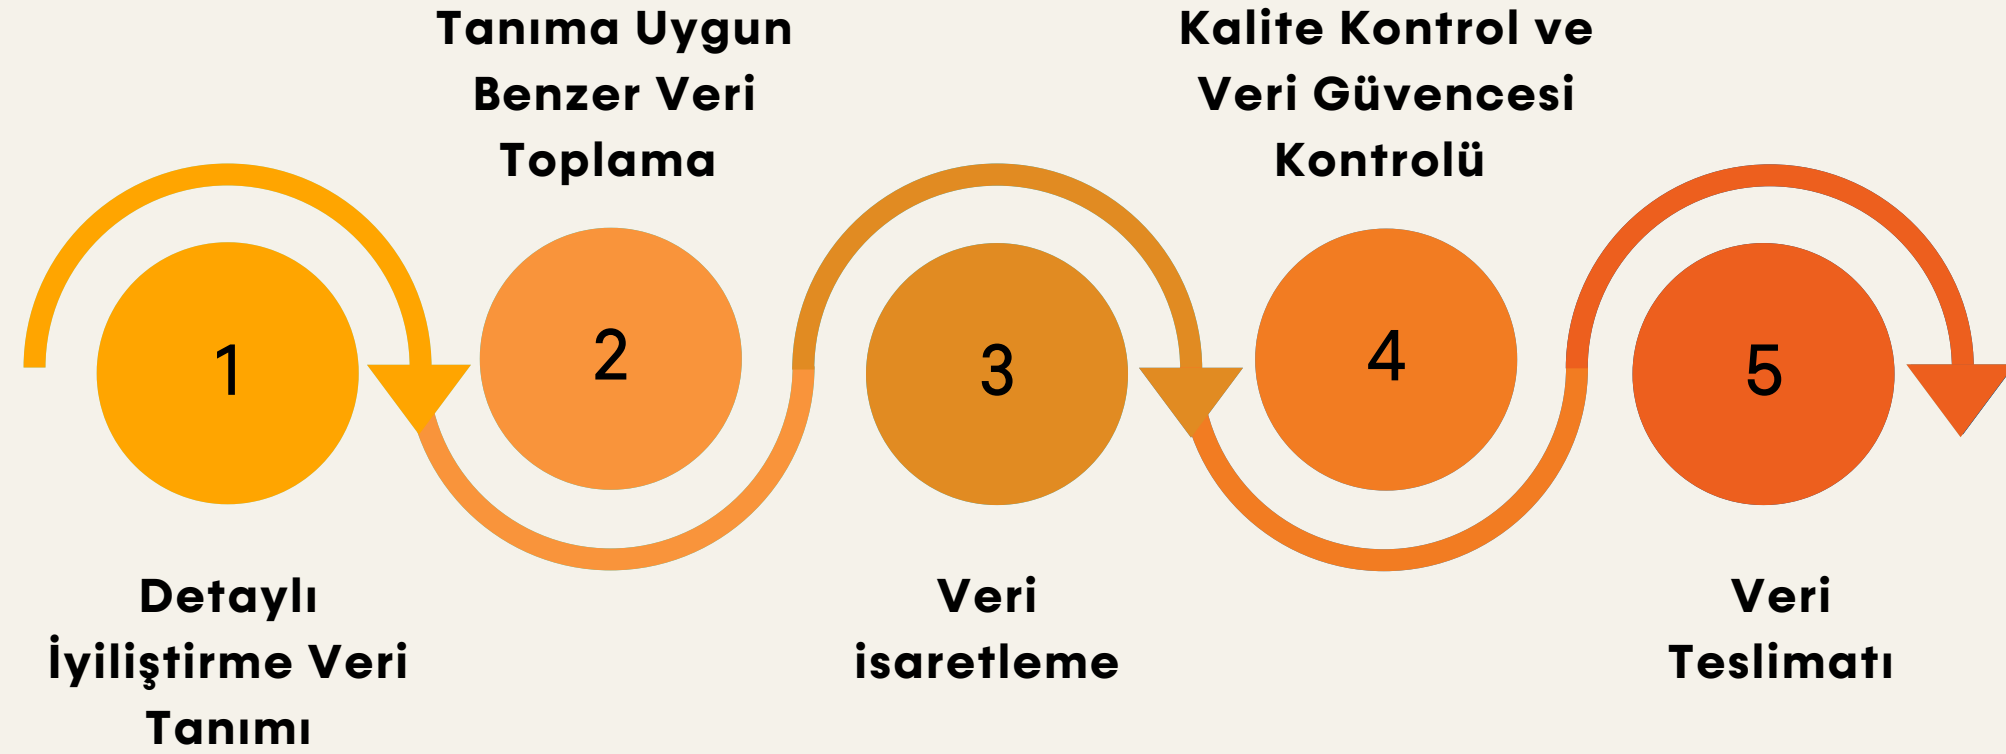 1
Detaylı
İyiliştirme Veri
Tanımı
Tanıma Uygun
Benzer Veri
Toplama
2
3
Veri
isaretleme
Kalite Kontrol ve
Veri Güvencesi
Kontrolü
4
5
Veri
Teslimatı